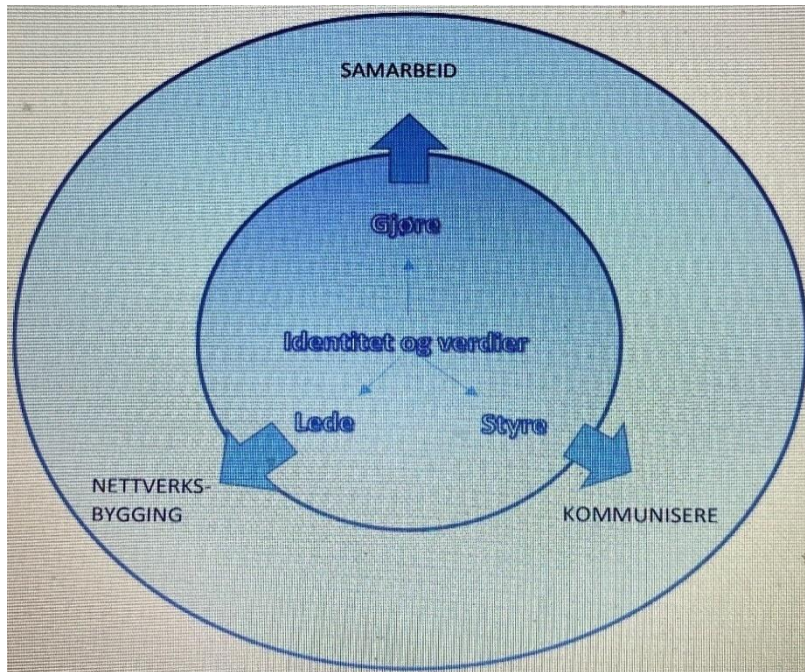 SAMARBEID
Gjøre
Identitet og verdier
Lede
Styre
NETTVERKS-
BYGGING
KOMMUNISERE